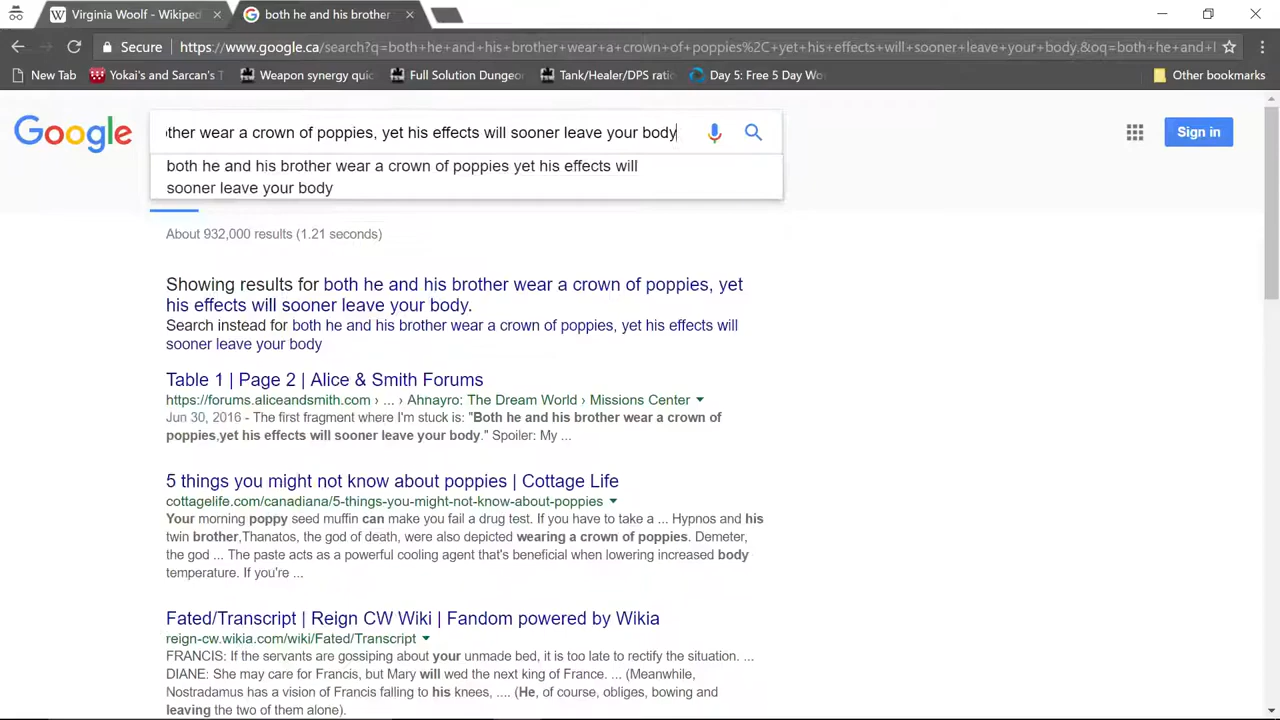 Virginia Woolf - Wikiped
both he and his brother
Secure
https://www.google.ca/search?q=both+he+and+his+brother+wear+a+crown+of+poppies%2C+yet+his+effects+will+sooner+leave+your+body.&oq=both+he+and+
New Tab
Yokai's and Sarcan's
Weapon synergy quic
Full Solution Dungeo
Tank/Healer/DPS ratio
Day 5: Free 5 Day Wo
Other bookmarks
Google
other wear a crown of poppies, yet his effects will sooner leave your body
Sign in
both he and his brother wear a crown of poppies yet his effects will
sooner leave your body
About 932,000 results (1.21 seconds)
Showing results for both he and his brother wear a crown of poppies, yet
his effects will sooner leave your body.
Search instead for both he and his brother wear a crown of poppies, yet his effects will
sooner leave your body
Table 1 | Page 2 | Alice & Smith Forums
https://forums.aliceandsmith.com › ... › Ahnayro: The Dream World › Missions Center
Jun 30, 2016 - The first fragment where I'm stuck is: "Both he and his brother wear a crown of
poppies,yet his effects will sooner leave your body." Spoiler: My ...
5 things you might not know about poppies | Cottage Life
cottagelife.com/canadiana/5-things-you-might-not-know-about-poppies
Your morning poppy seed muffin can make you fail a drug test. If you have to take a ... Hypnos and his
twin brother,Thanatos, the god of death, were also depicted wearing a crown of poppies. Demeter,
the god ... The paste acts as a powerful cooling agent that's beneficial when lowering increased body
temperature. If you're ...
Fated/Transcript | Reign CW Wiki | Fandom powered by Wikia
reign-cw.wikia.com/wiki/Fated/Transcript
FRANCIS: If the servants are gossiping about your unmade bed, it is too late to rectify the situation. ...
DIANE: She may care for Francis, but Mary will wed the next king of France. ... (Meanwhile,
Nostradamus has a vision of Francis falling to his knees, .... (He, of course, obliges, bowing and
leaving the two of them alone).